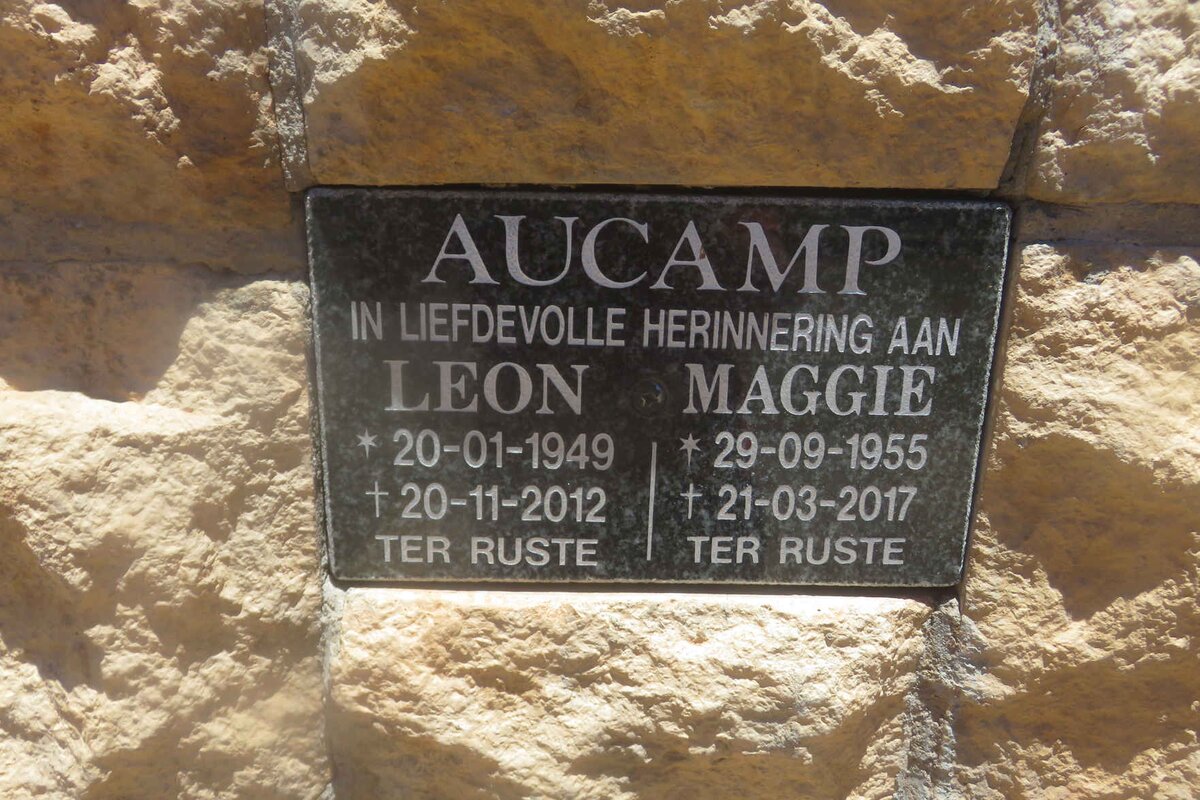 AUCAMP
IN LIEFDEVOLLE HERINNERING AAN
LEON MAGGIE
* 20-01-1949 * 29-09-1955
† 20-11-2012 † 21-03-2017
TER RUSTE TER RUSTE